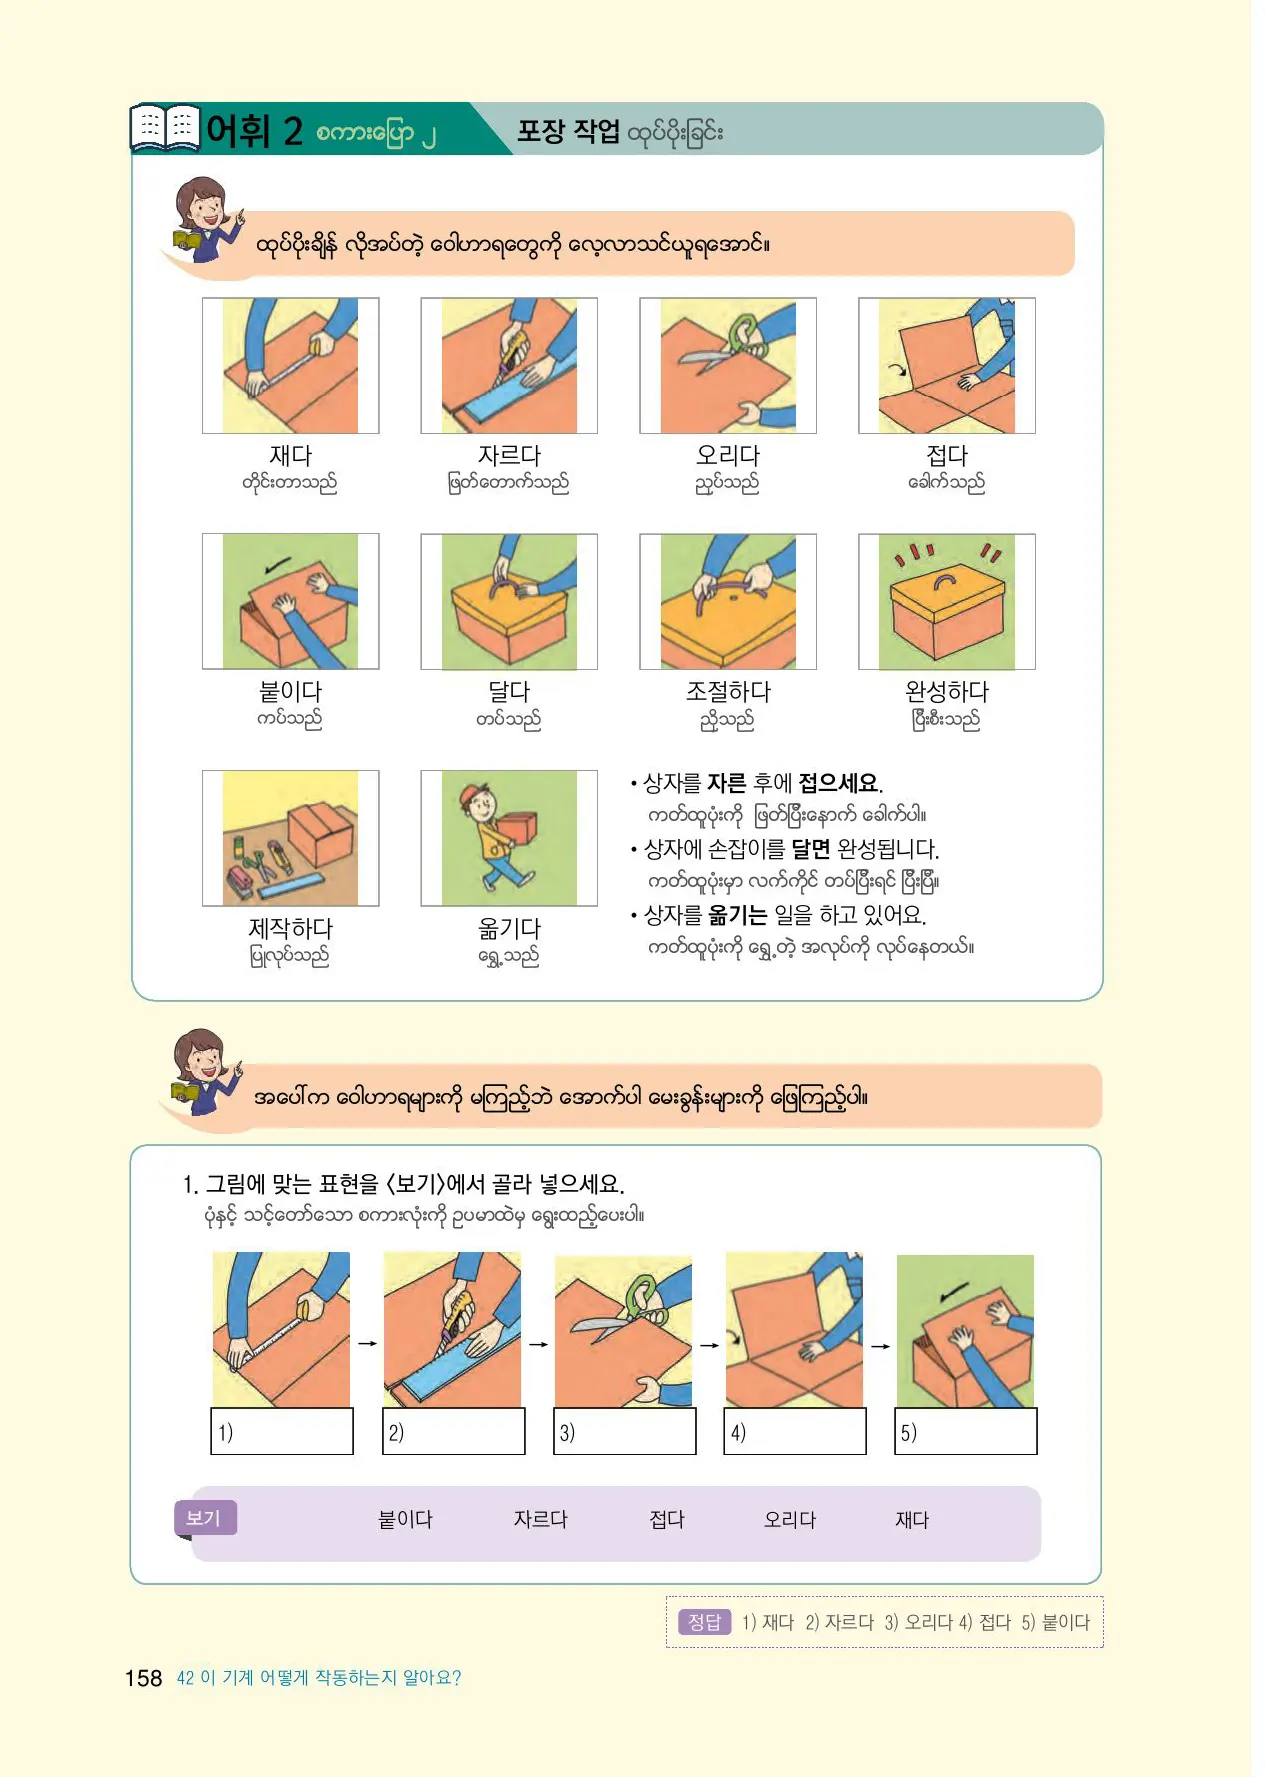 어휘 2 စကားပြော ၂ 포장 작업 ထုပ်ပိုးခြင်း
ထုပ်ပိုးချိန် လိုအပ်တဲ့ ဝေါဟာရတွေကို လေ့လာသင်ယူရအောင်။
재다 자르다 오리다 접다
တိုင်းတာသည် ဖြတ်တောက်သည် ညှပ်သည် ခေါက်သည်
붙이다 달다 조절하다 완성하다
ကပ်သည် တပ်သည် ညှိသည် ပြီးစီးသည်
제작하다 옮기다
ပြုလုပ်သည် ရွှေ့သည်
• 상자를 자른 후에 접으세요.
ကတ်ထူပုံးကို ဖြတ်ပြီးနောက် ခေါက်ပါ။
• 상자에 손잡이를 달면 완성됩니다.
ကတ်ထူပုံးမှာ လက်ကိုင် တပ်ပြီးရင် ပြီးပြီ။
• 상자를 옮기는 일을 하고 있어요.
ကတ်ထူပုံးကို ရွှေ့တဲ့ အလုပ်ကို လုပ်နေတယ်။
အပေါ်က ဝေါဟာရများကို မကြည့်ဘဲ အောက်ပါ မေးခွန်းများကို ဖြေကြည့်ပါ။
1. 그림에 맞는 표현을 〈보기〉에서 골라 넣으세요.
ပုံနှင့် သင့်တော်သော စကားလုံးကို ဥပမာထဲမှ ရွေးထည့်ပေးပါ။
→ → → →
1) 2) 3) 4) 5)
보기 붙이다 자르다 접다 오리다 재다
정답 1) 재다 2) 자르다 3) 오리다 4) 접다 5) 붙이다
158 42 이 기계 어떻게 작동하는지 알아요?